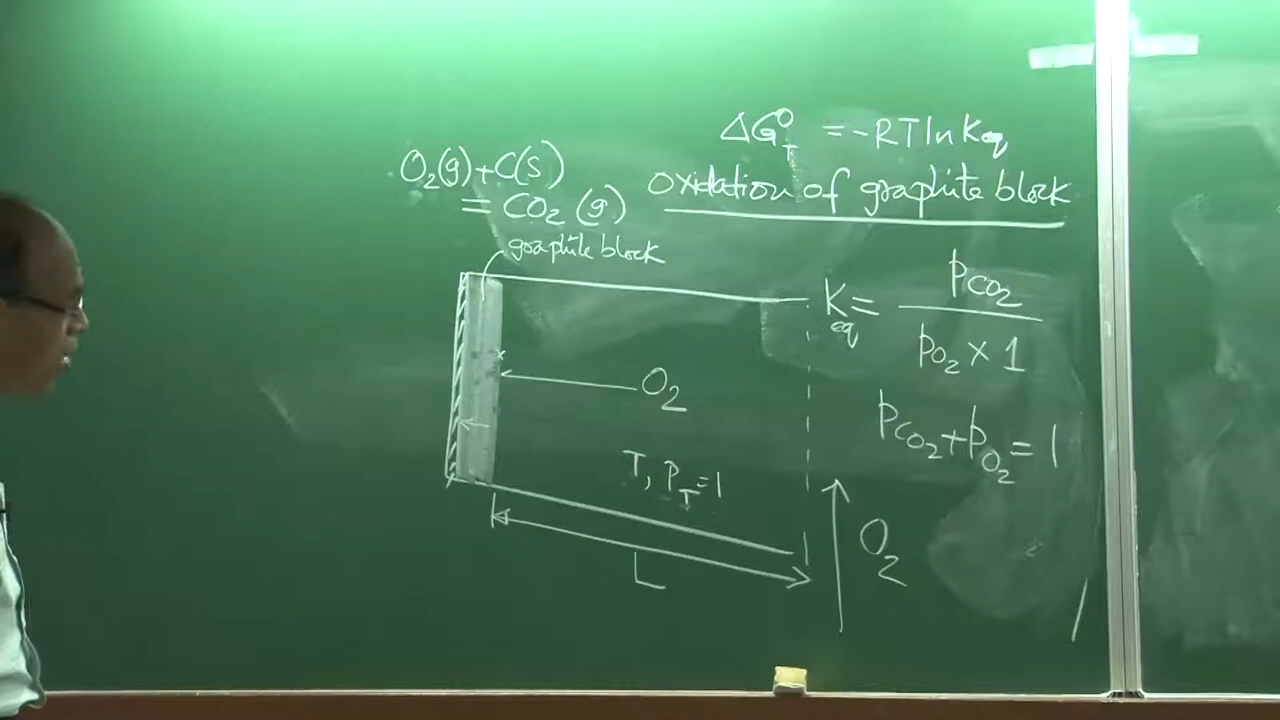 ΔG°_T = -RT ln K_eq
O₂(g)+C(s)
= CO₂(g)
oxidation of graphite block
graphite block
K_eq = pCO₂ / pO₂ × 1
O₂
pCO₂+pO₂ = 1
T, P_T=1
O₂
L